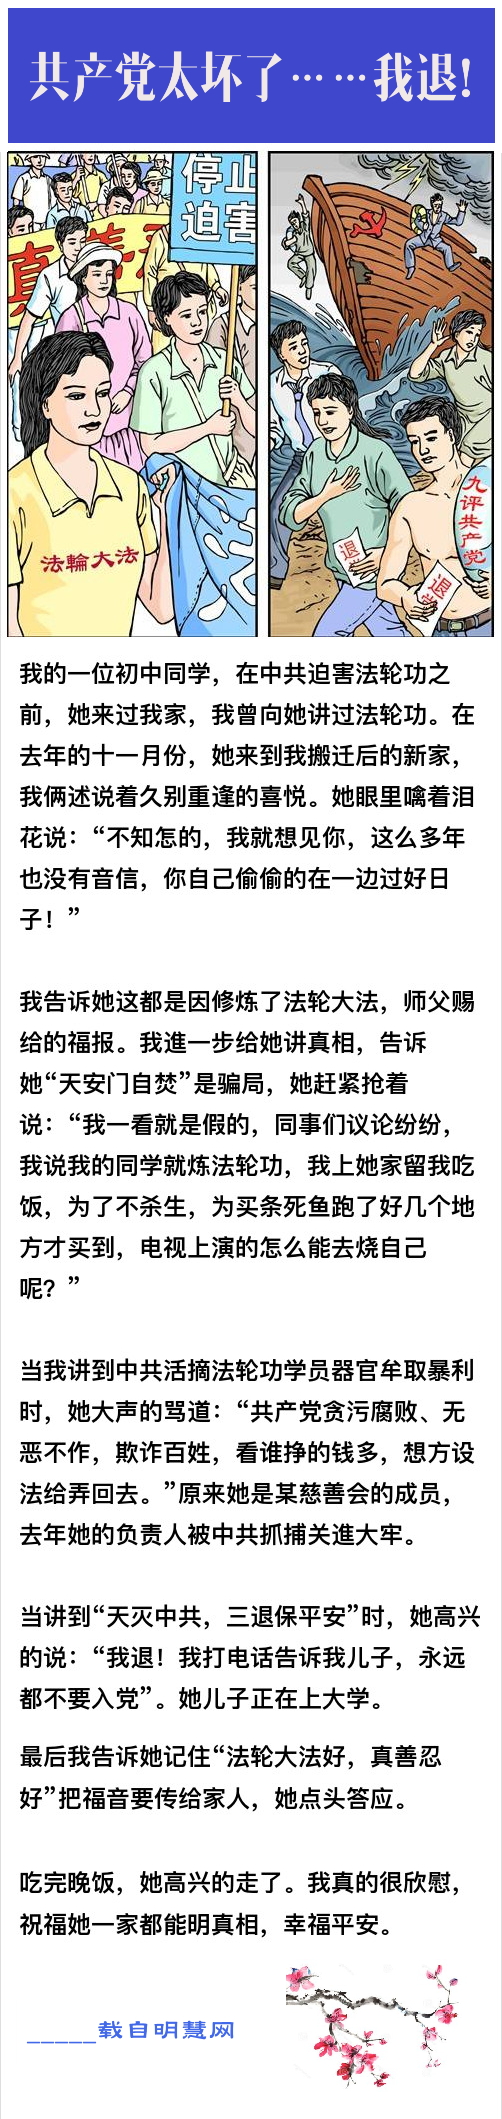 共产党太坏了……我退！
停止
迫害
真善忍
法輪大法
九评共产党
退
退党
我的一位初中同学，在中共迫害法轮功之
前，她来过我家，我曾向她讲过法轮功。在
去年的十一月份，她来到我搬迁后的新家，
我俩述说着久别重逢的喜悦。她眼里噙着泪
花说：“不知怎的，我就想见你，这么多年
也没有音信，你自己偷偷的在一边过好日
子！”
我告诉她这都是因修炼了法轮大法，师父赐
给的福报。我進一步给她讲真相，告诉
她“天安门自焚”是骗局，她赶紧抢着
说：“我一看就是假的，同事们议论纷纷，
我说我的同学就炼法轮功，我上她家留我吃
饭，为了不杀生，为买条死鱼跑了好几个地
方才买到，电视上演的怎么能去烧自己
呢？”
当我讲到中共活摘法轮功学员器官牟取暴利
时，她大声的骂道：“共产党贪污腐败、无
恶不作，欺诈百姓，看谁挣的钱多，想方设
法给弄回去。”原来她是某慈善会的成员，
去年她的负责人被中共抓捕关進大牢。
当讲到“天灭中共，三退保平安”时，她高兴
的说：“我退！我打电话告诉我儿子，永远
都不要入党”。她儿子正在上大学。
最后我告诉她记住“法轮大法好，真善忍
好”把福音要传给家人，她点头答应。
吃完晚饭，她高兴的走了。我真的很欣慰，
祝福她一家都能明真相，幸福平安。
_____载自明慧网